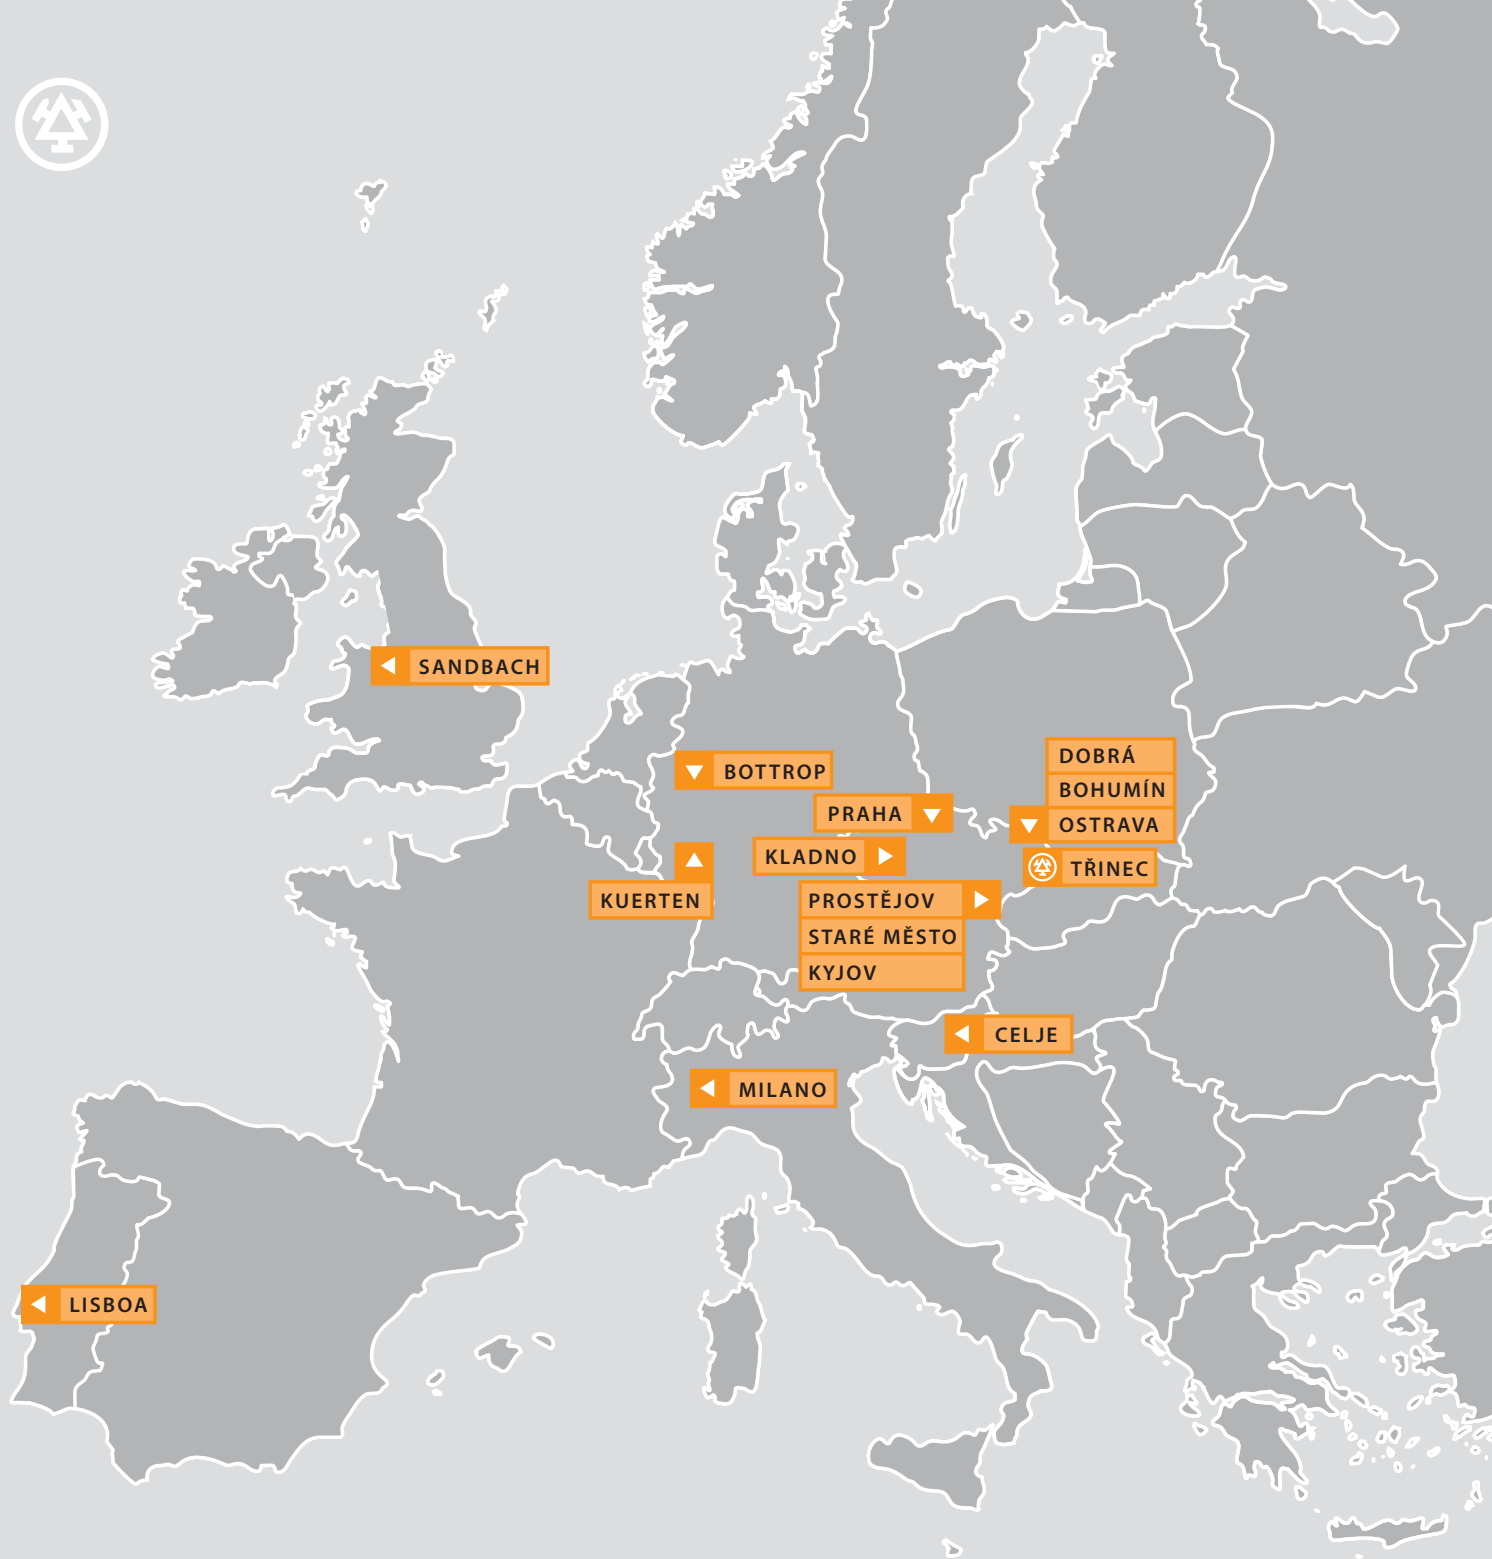 SANDBACH
DOBRÁ
BOTTROP
BOHUMÍN
PRAHA
OSTRAVA
KLADNO
TŘINEC
KUERTEN
PROSTĚJOV
STARÉ MĚSTO
KYJOV
CELJE
MILANO
LISBOA